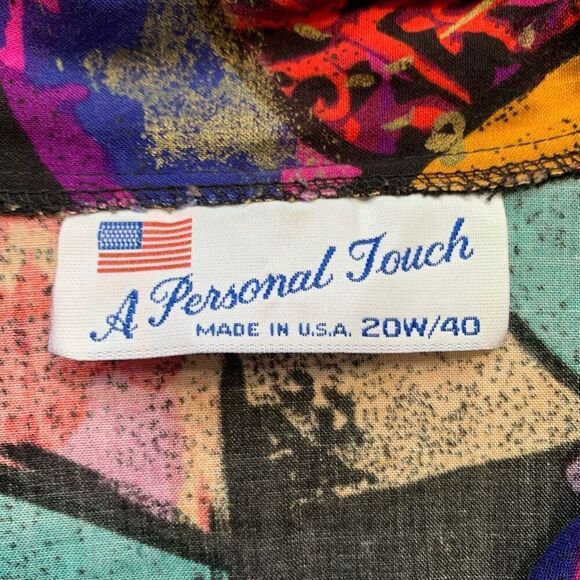 A Personal Touch
MADE IN U.S.A. 20W/40